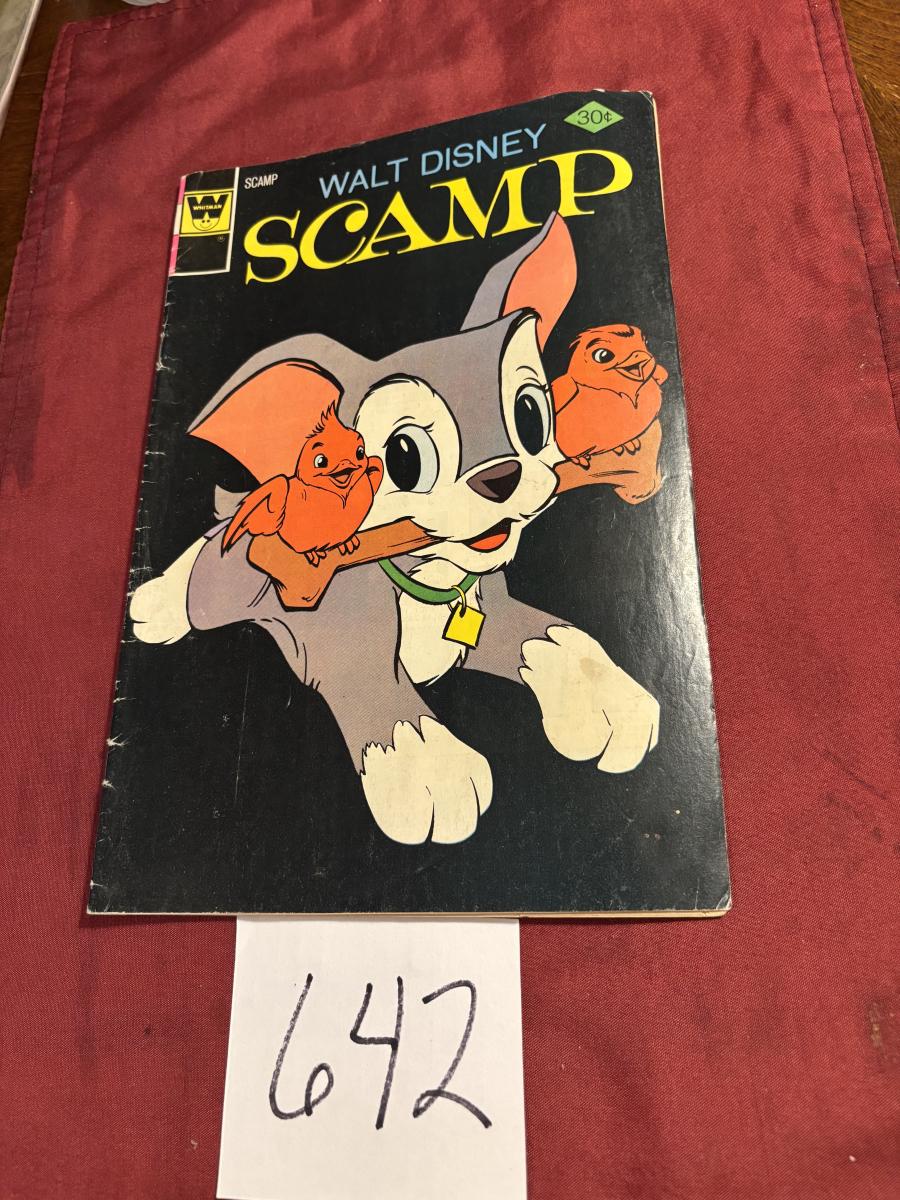 30¢
WALT DISNEY
SCAMP
SCAMP
WHITMAN
642